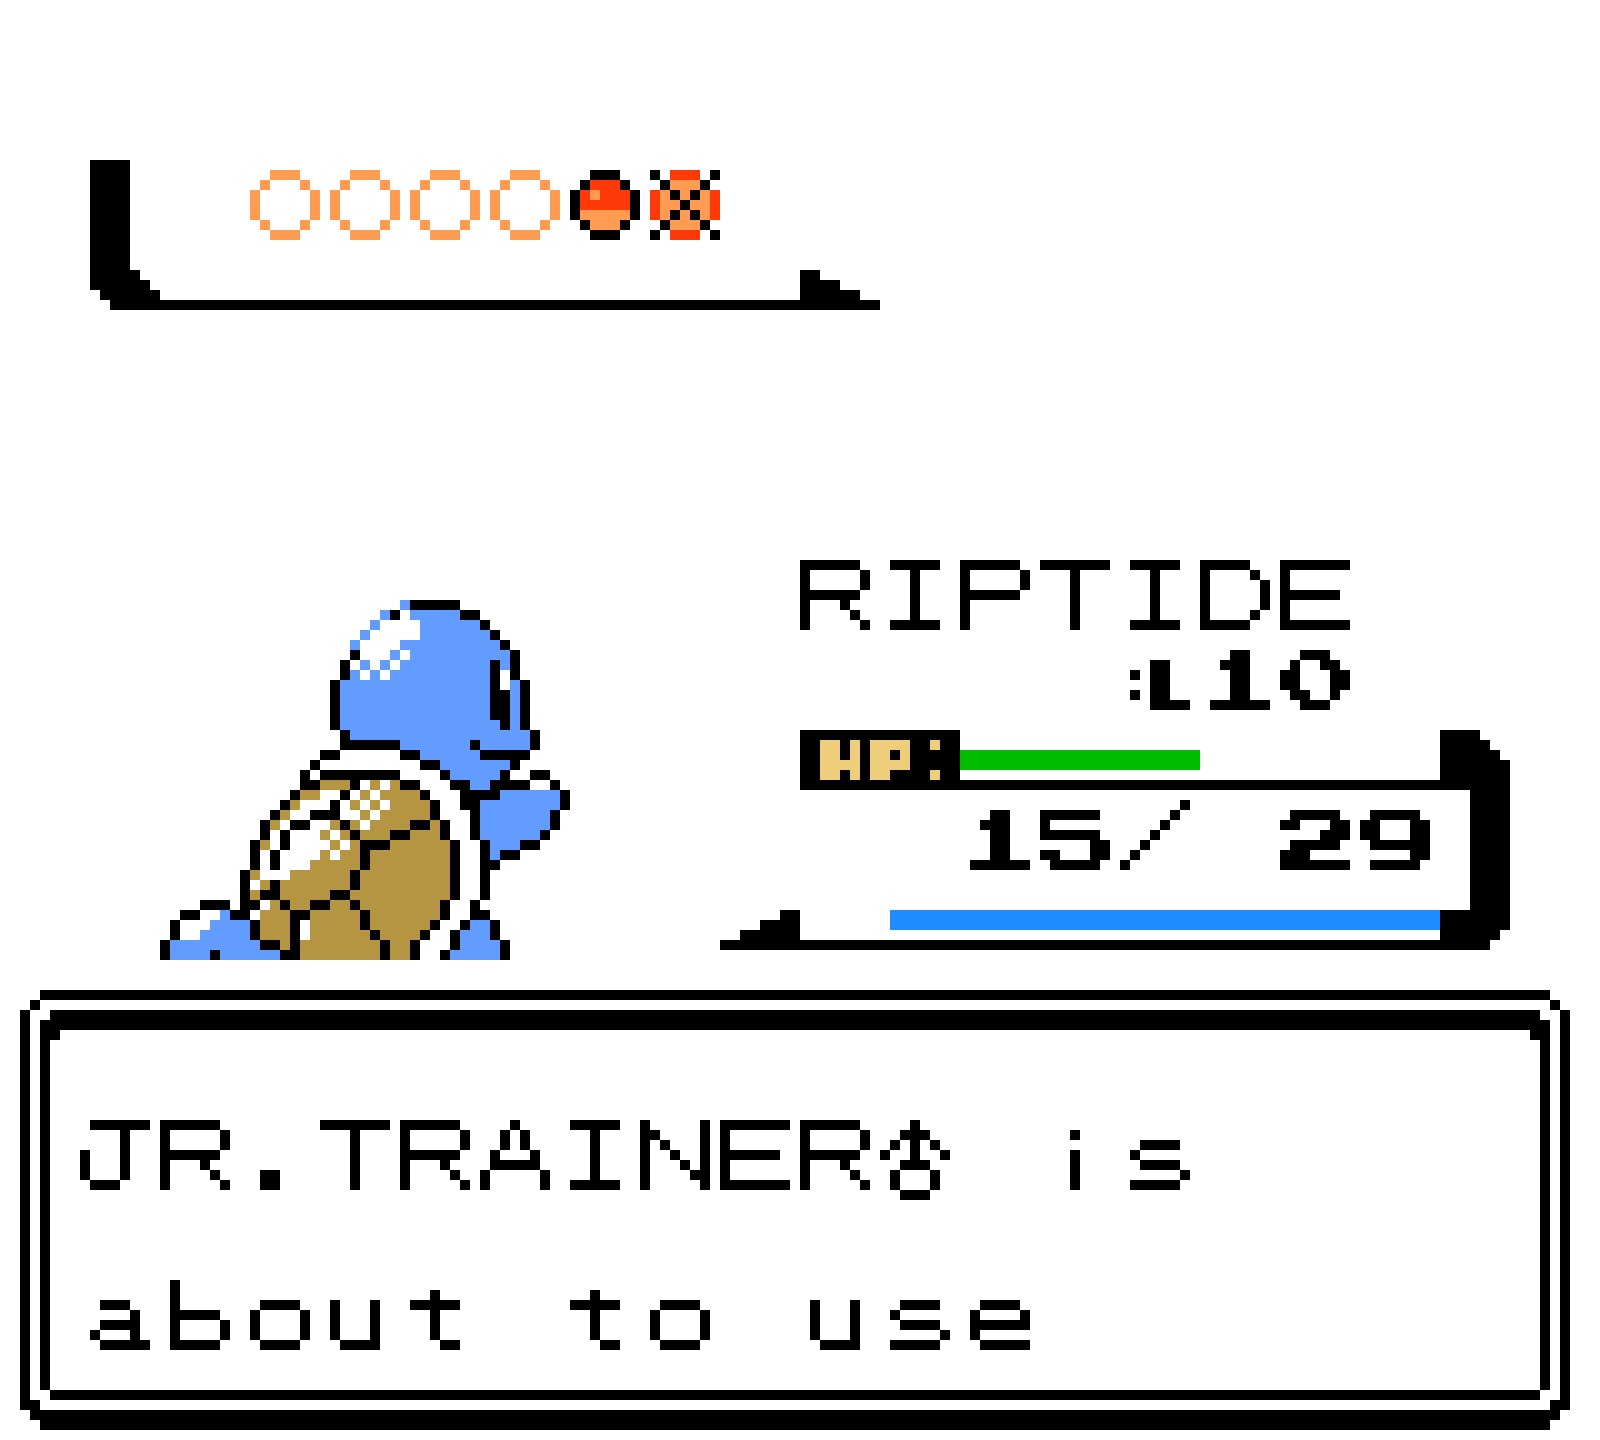 RIPTIDE
:L10
HP:
15/ 29
JR.TRAINER♂ is
about to use